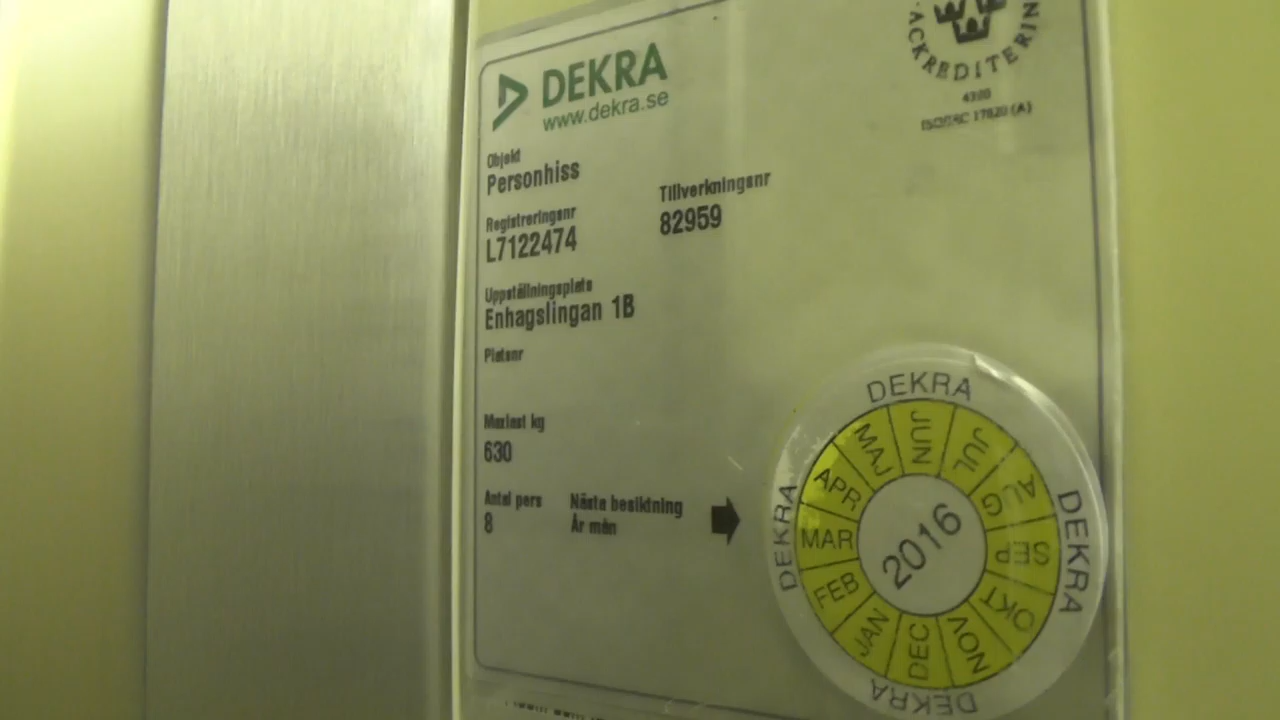 DEKRA
www.dekra.se
ACKREDITERIN
Objekt
Personhiss
Registreringsnr
L7122474
Tillverkningsnr
82959
Uppställningsplats
Enhagslingan 1B
Platsnr
Maxlast kg
630
Antal pers
8
Nästa besiktning
År mån
DEKRA
DEKRA
DEKRA
DEKRA
JAN
FEB
MAR
APR
MAJ
JUN
JUL
AUG
SEP
OKT
NOV
DEC
2016